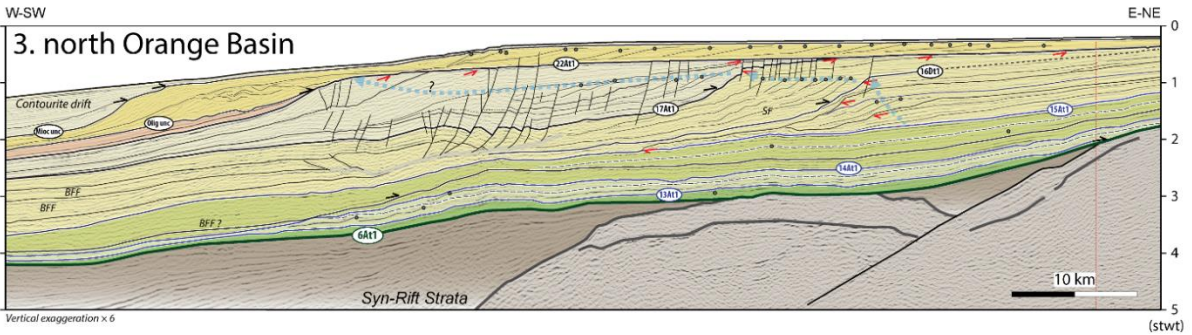 W-SW
E-NE
3. north Orange Basin
0
22At1
16Dt1
?
1
Contourite drift
17At1
SF
15At1
Mioc unc
Olig unc
2
14At1
BFF
13At1
3
BFF
BFF ?
6At1
4
10 km
Syn-Rift Strata
5
Vertical exaggeration × 6
(stwt)